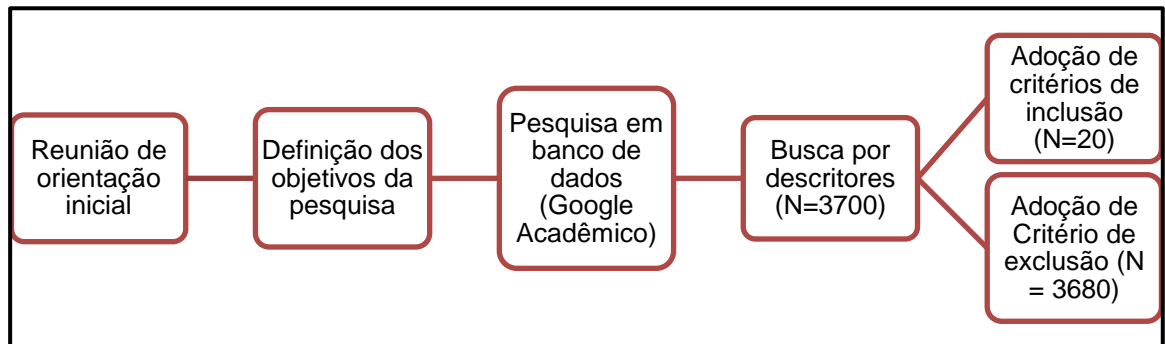 Reunião de
orientação
inicial
Definição dos
objetivos da
pesquisa
Pesquisa em
banco de
dados
(Google
Acadêmico)
Busca por
descritores
(N=3700)
Adoção de
critérios de
inclusão
(N=20)
Adoção de
Critério de
exclusão (N
= 3680)